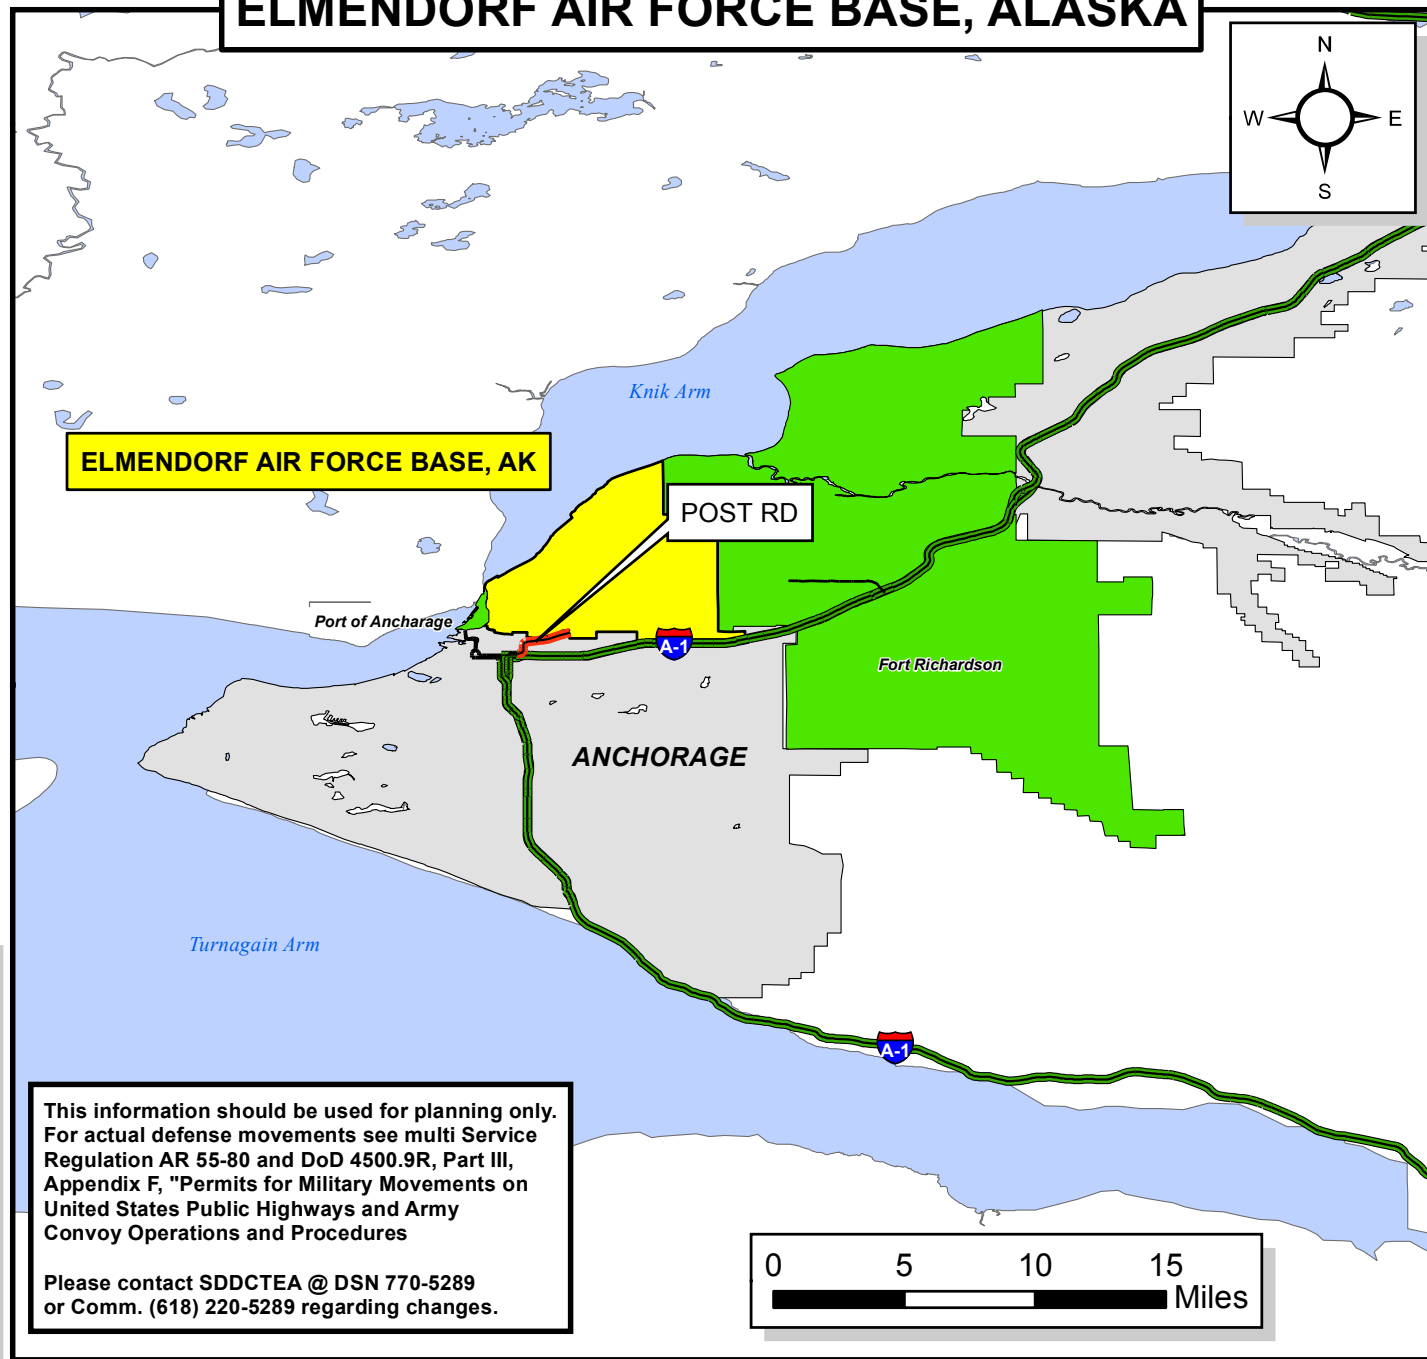 ELMENDORF AIR FORCE BASE, ALASKA
N
W
E
S
Knik Arm
ELMENDORF AIR FORCE BASE, AK
POST RD
Port of Ancharage
A-1
Fort Richardson
ANCHORAGE
Turnagain Arm
A-1
This information should be used for planning only.
For actual defense movements see multi Service
Regulation AR 55-80 and DoD 4500.9R, Part III,
Appendix F, "Permits for Military Movements on
United States Public Highways and Army
Convoy Operations and Procedures
Please contact SDDCTEA @ DSN 770-5289
or Comm. (618) 220-5289 regarding changes.
0 5 10 15
Miles